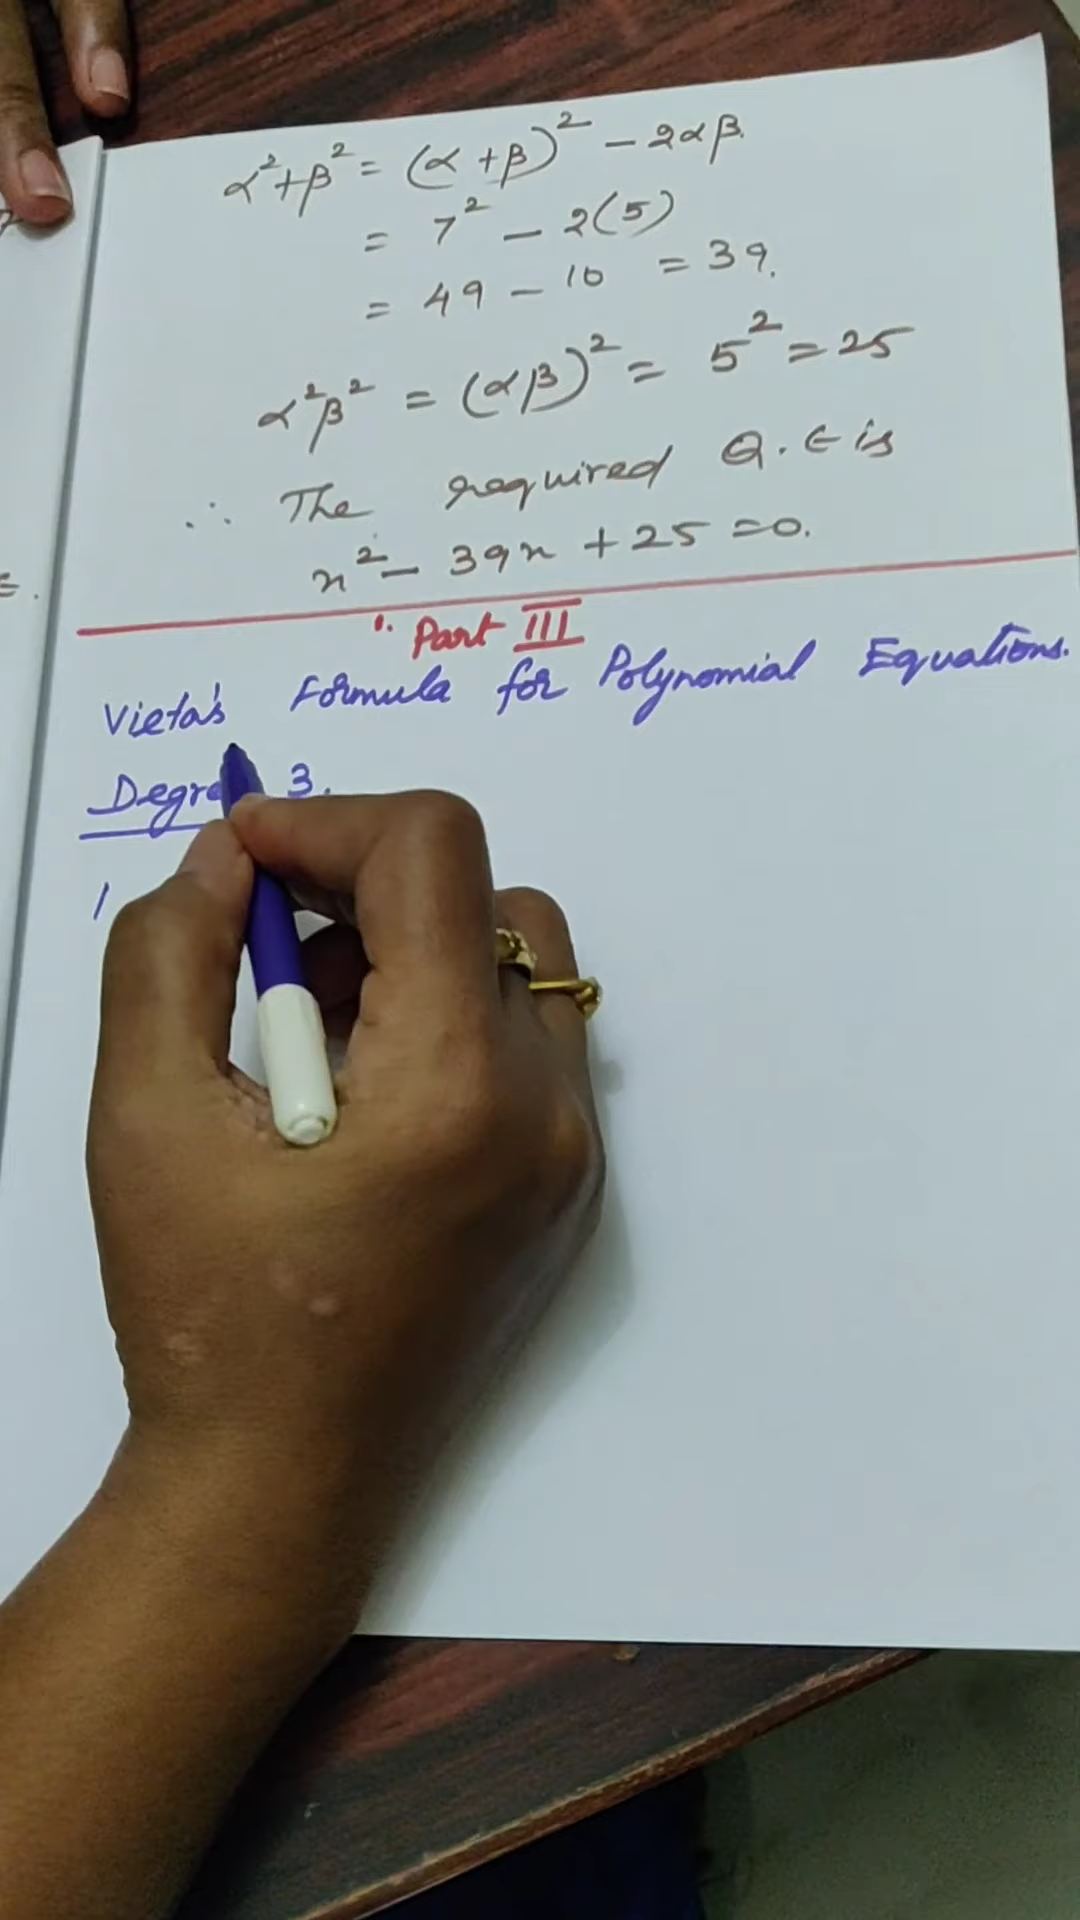 α²+β² = (α+β)² - 2αβ.
= 7² - 2(5)
= 49 - 10 = 39.
α²β² = (αβ)² = 5² = 25
∴ The required Q.E is
x² - 39x + 25 = 0.
Part III
Vieta's Formula for Polynomial Equations.
3.